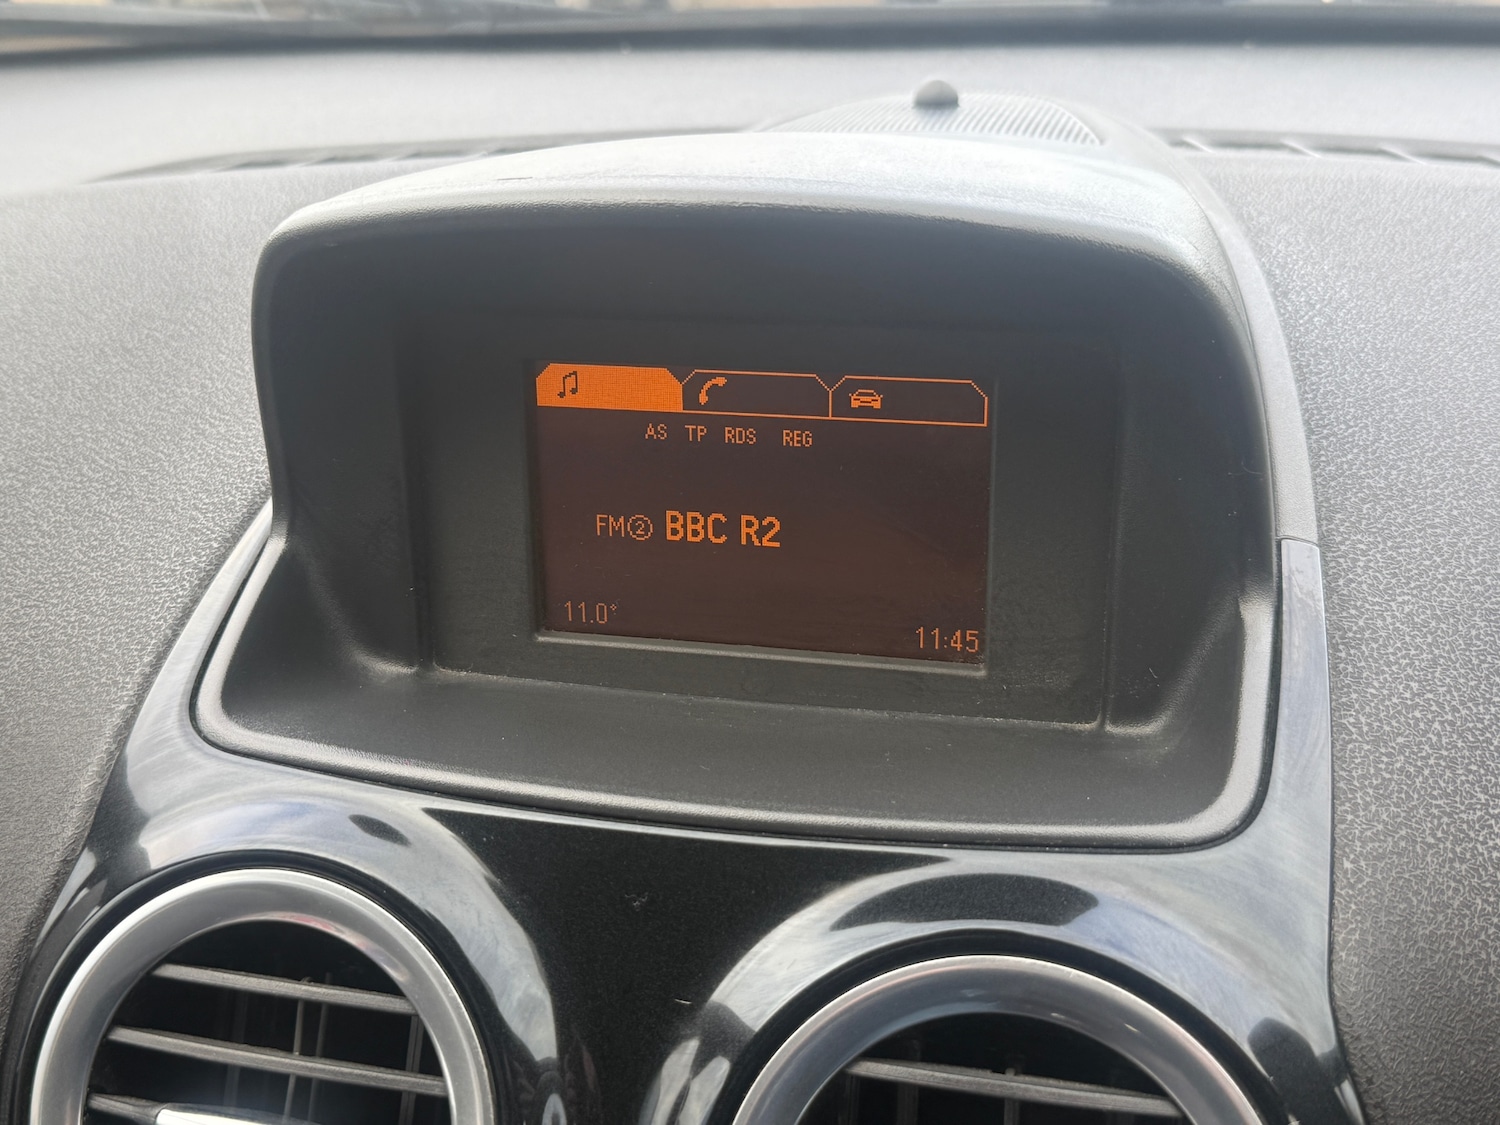 AS TP RDS REG
FM② BBC R2
11.0°
11:45